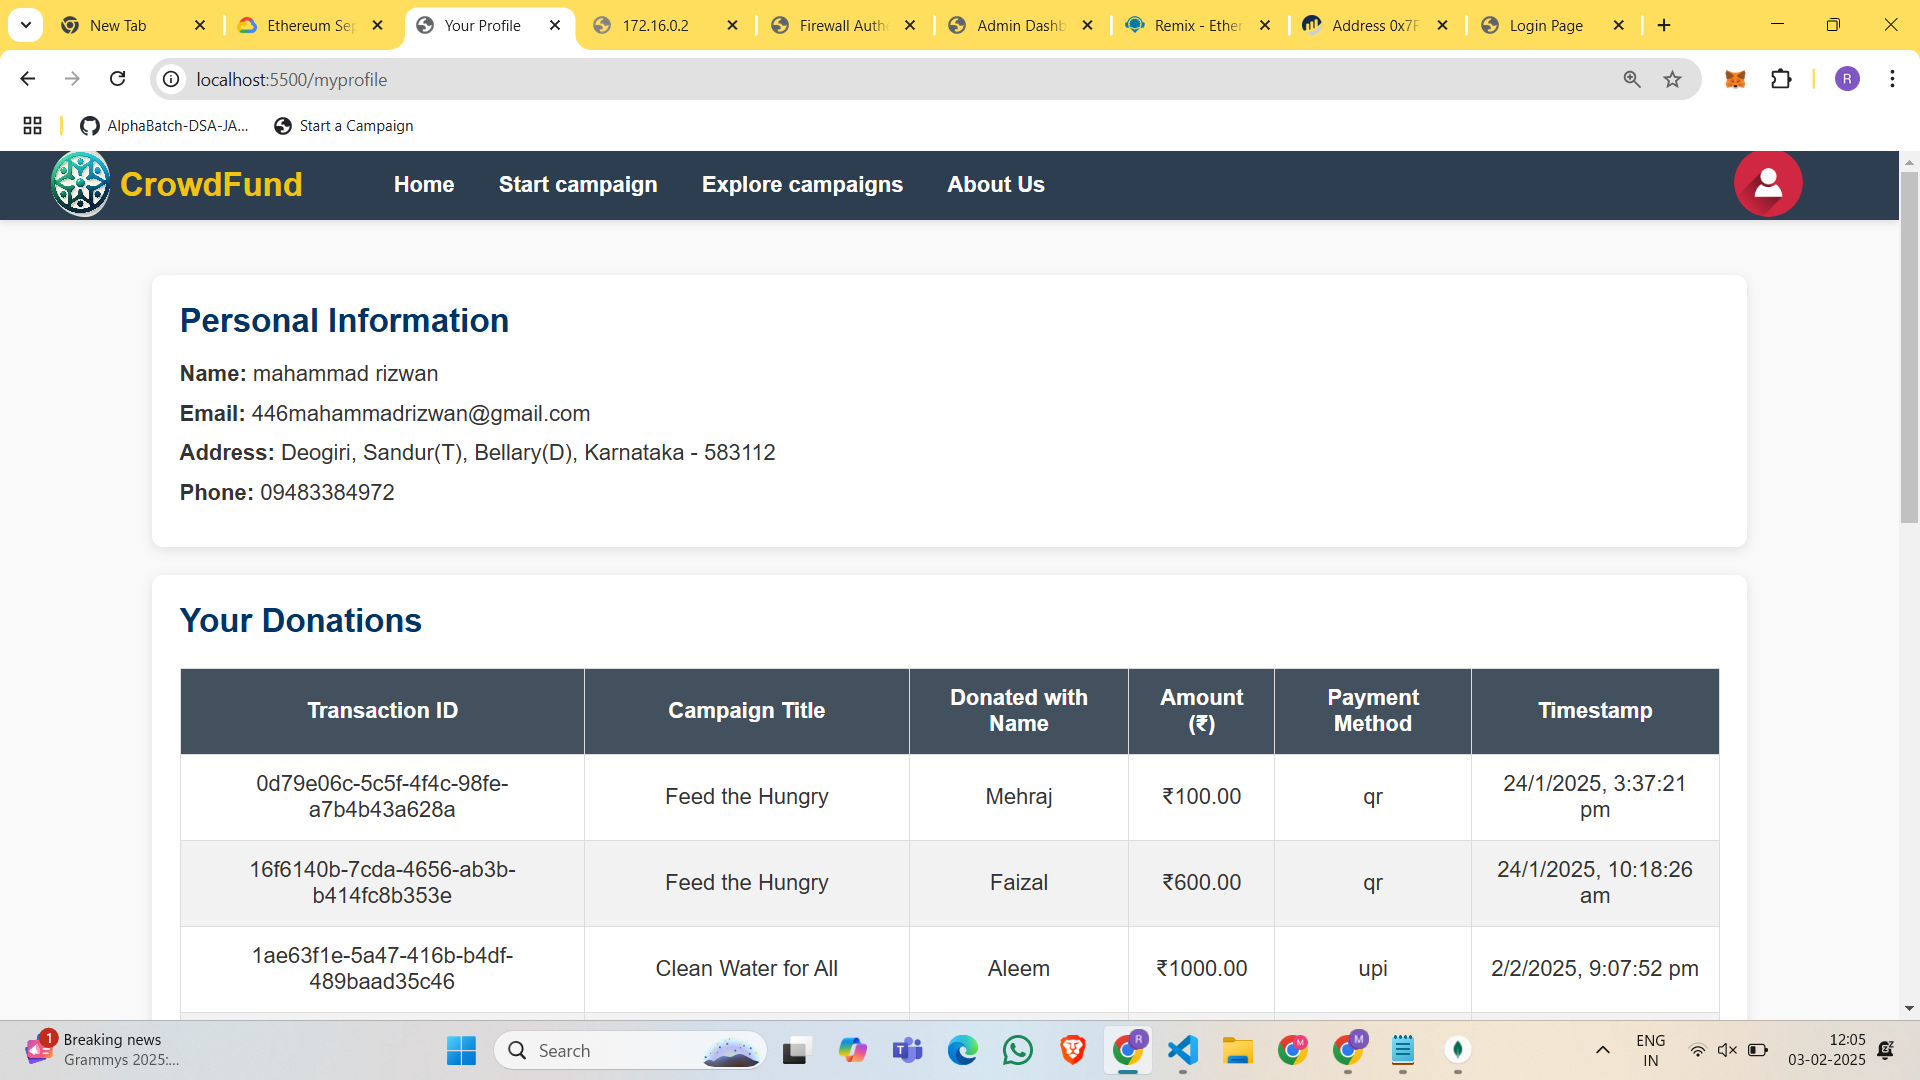 New Tab
Ethereum Sep
Your Profile
172.16.0.2
Firewall Authe
Admin Dashb
Remix - Ether
Address 0x7F
Login Page
localhost:5500/myprofile
R
AlphaBatch-DSA-JA...
Start a Campaign
CrowdFund
Home
Start campaign
Explore campaigns
About Us
Personal Information
Name: mahammad rizwan
Email: 446mahammadrizwan@gmail.com
Address: Deogiri, Sandur(T), Bellary(D), Karnataka - 583112
Phone: 09483384972
Your Donations
Transaction ID
Campaign Title
Donated with
Name
Amount
(₹)
Payment
Method
Timestamp
0d79e06c-5c5f-4f4c-98fe-
a7b4b43a628a
Feed the Hungry
Mehraj
₹100.00
qr
24/1/2025, 3:37:21
pm
16f6140b-7cda-4656-ab3b-
b414fc8b353e
Feed the Hungry
Faizal
₹600.00
qr
24/1/2025, 10:18:26
am
1ae63f1e-5a47-416b-b4df-
489baad35c46
Clean Water for All
Aleem
₹1000.00
upi
2/2/2025, 9:07:52 pm
1
Breaking news
Grammys 2025:...
Search
R
M
M
ENG
IN
12:05
03-02-2025